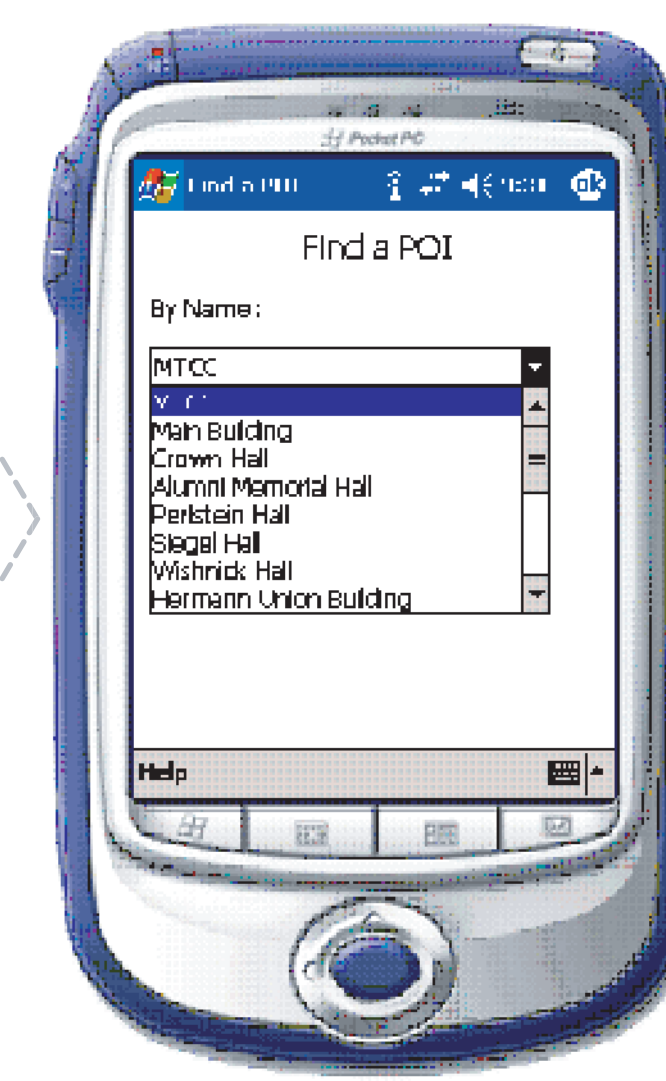 Pocket PC
Find a POI
ok
Find a POI
By Name:
MTCC
Main Building
Crown Hall
Alumni Memorial Hall
Perlstein Hall
Siegel Hall
Wishnick Hall
Hermann Union Building
Help